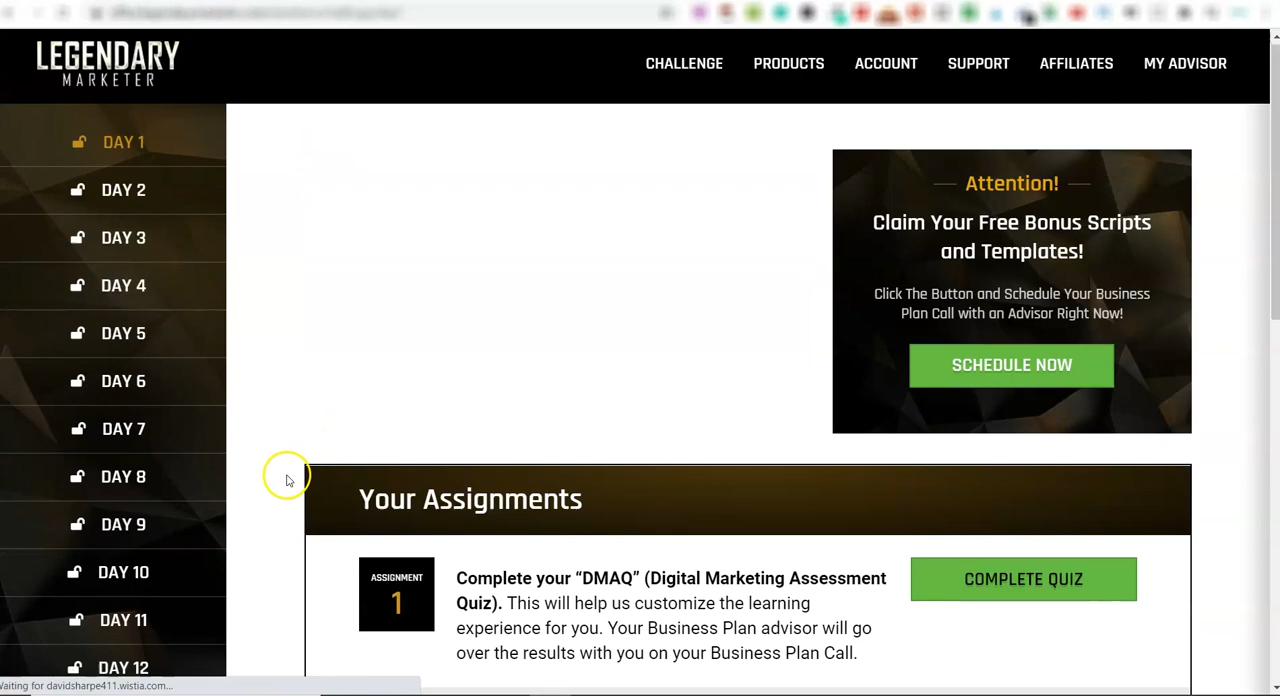 LEGENDARY
MARKETER
CHALLENGE
PRODUCTS
ACCOUNT
SUPPORT
AFFILIATES
MY ADVISOR
DAY 1
DAY 2
DAY 3
DAY 4
DAY 5
DAY 6
DAY 7
DAY 8
DAY 9
DAY 10
DAY 11
DAY 12
Attention!
Claim Your Free Bonus Scripts
and Templates!
Click The Button and Schedule Your Business
Plan Call with an Advisor Right Now!
SCHEDULE NOW
Your Assignments
ASSIGNMENT
1
Complete your “DMAQ” (Digital Marketing Assessment
Quiz). This will help us customize the learning
experience for you. Your Business Plan advisor will go
over the results with you on your Business Plan Call.
COMPLETE QUIZ
Waiting for davidsharpe411.wistia.com...